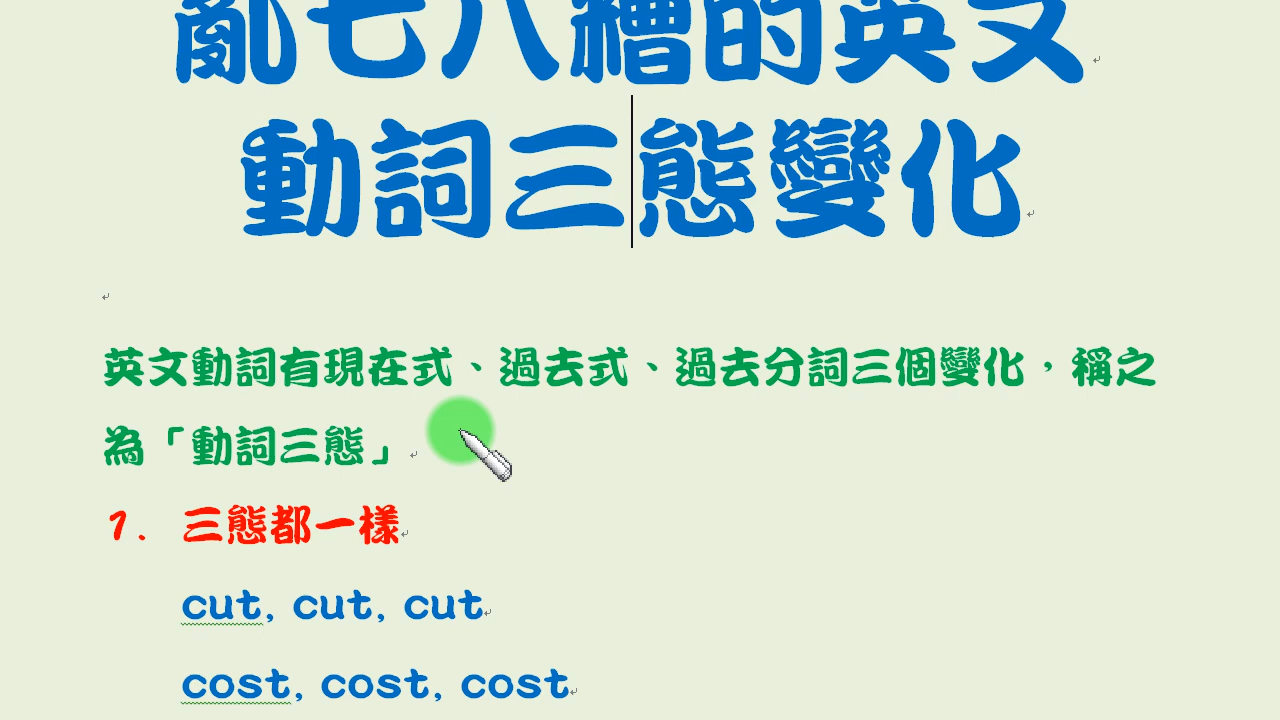 亂七八糟的英文
動詞三態變化
英文動詞有現在式、過去式、過去分詞三個變化，稱之
為「動詞三態」
1. 三態都一樣
cut, cut, cut
cost, cost, cost